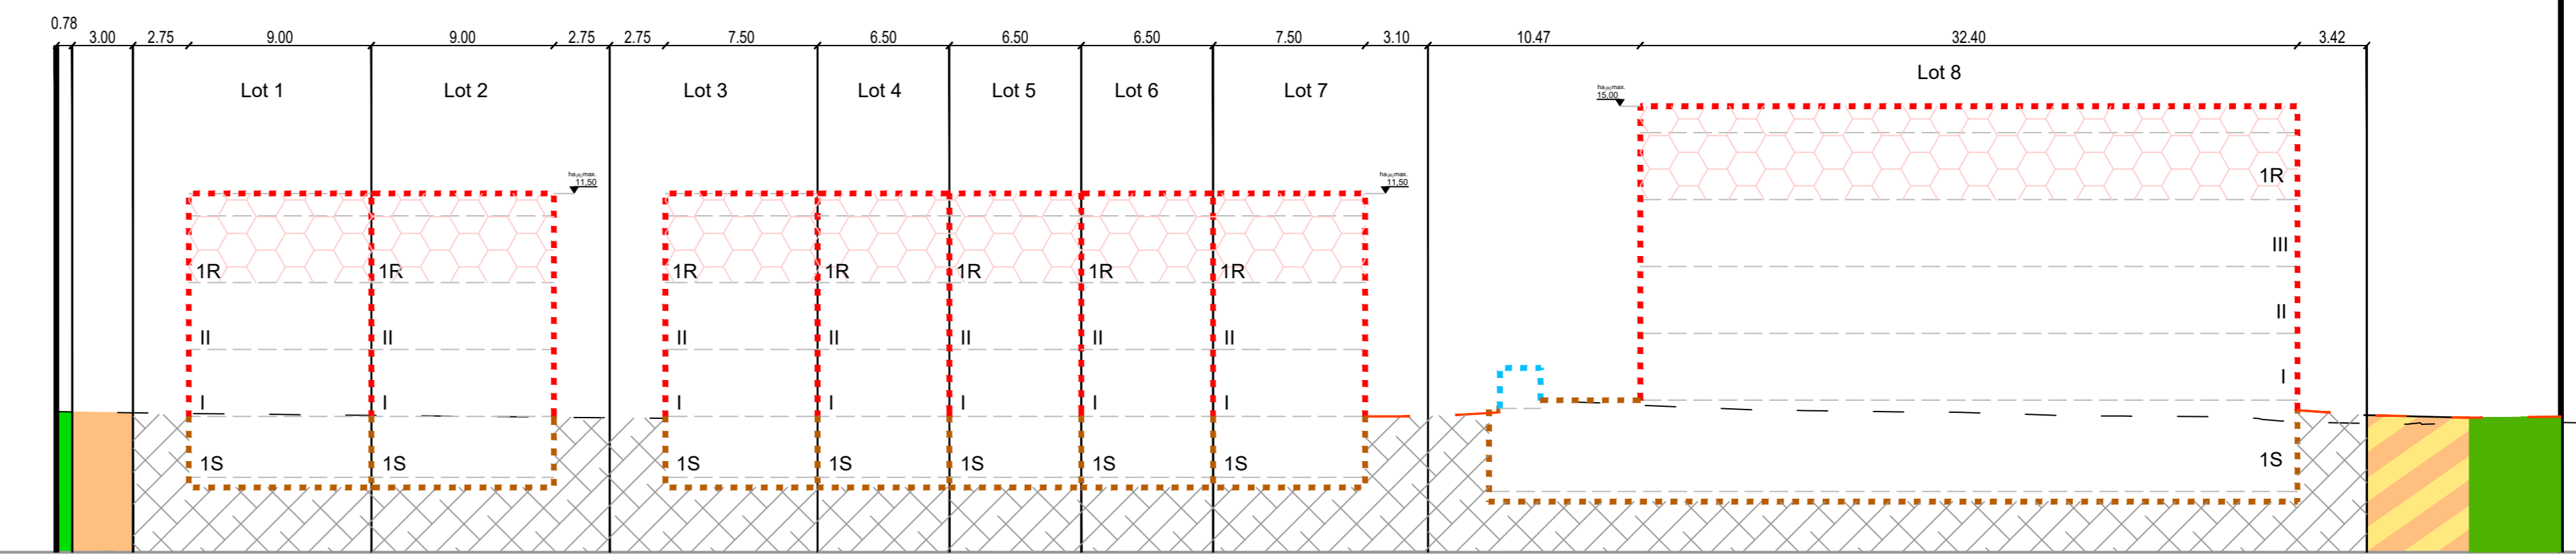 0.78
3.00 2.75 9.00 9.00 2.75 2.75 7.50 6.50 6.50 6.50 7.50 3.10 10.47 32.40 3.42
Lot 8
Lot 1 Lot 2 Lot 3 Lot 4 Lot 5 Lot 6 Lot 7
max.
15.00
max. max.
11,50 11,50
1R
III
1R 1R 1R 1R 1R 1R 1R
II
II II II II II II II
I
I I I I I I I
1S
1S 1S 1S 1S 1S 1S 1S